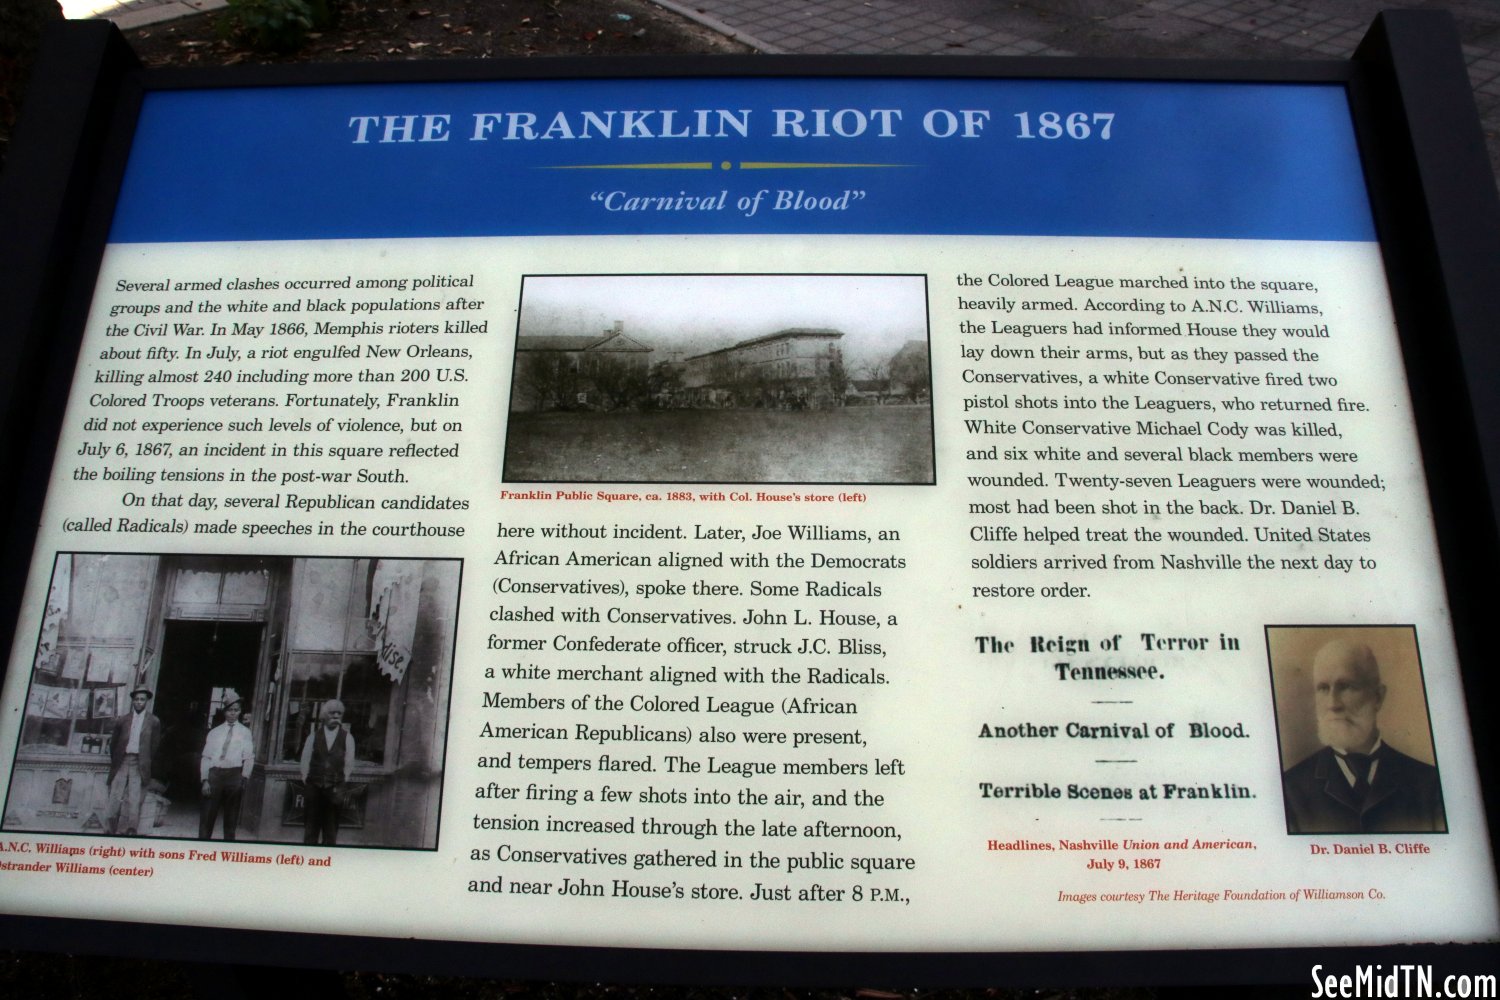 THE FRANKLIN RIOT OF 1867
“Carnival of Blood”
Several armed clashes occurred among political
groups and the white and black populations after
the Civil War. In May 1866, Memphis rioters killed
about fifty. In July, a riot engulfed New Orleans,
killing almost 240 including more than 200 U.S.
Colored Troops veterans. Fortunately, Franklin
did not experience such levels of violence, but on
July 6, 1867, an incident in this square reflected
the boiling tensions in the post-war South.
On that day, several Republican candidates
(called Radicals) made speeches in the courthouse
A.N.C. Williams (right) with sons Fred Williams (left) and
Ostrander Williams (center)
Franklin Public Square, ca. 1883, with Col. House's store (left)
here without incident. Later, Joe Williams, an
African American aligned with the Democrats
(Conservatives), spoke there. Some Radicals
clashed with Conservatives. John L. House, a
former Confederate officer, struck J.C. Bliss,
a white merchant aligned with the Radicals.
Members of the Colored League (African
American Republicans) also were present,
and tempers flared. The League members left
after firing a few shots into the air, and the
tension increased through the late afternoon,
as Conservatives gathered in the public square
and near John House's store. Just after 8 P.M.,
the Colored League marched into the square,
heavily armed. According to A.N.C. Williams,
the Leaguers had informed House they would
lay down their arms, but as they passed the
Conservatives, a white Conservative fired two
pistol shots into the Leaguers, who returned fire.
White Conservative Michael Cody was killed,
and six white and several black members were
wounded. Twenty-seven Leaguers were wounded;
most had been shot in the back. Dr. Daniel B.
Cliffe helped treat the wounded. United States
soldiers arrived from Nashville the next day to
restore order.
The Reign of Terror in
Tennessee.
Another Carnival of Blood.
Terrible Scenes at Franklin.
Headlines, Nashville Union and American,
July 9, 1867
Dr. Daniel B. Cliffe
Images courtesy The Heritage Foundation of Williamson Co.
SeeMidTN.com